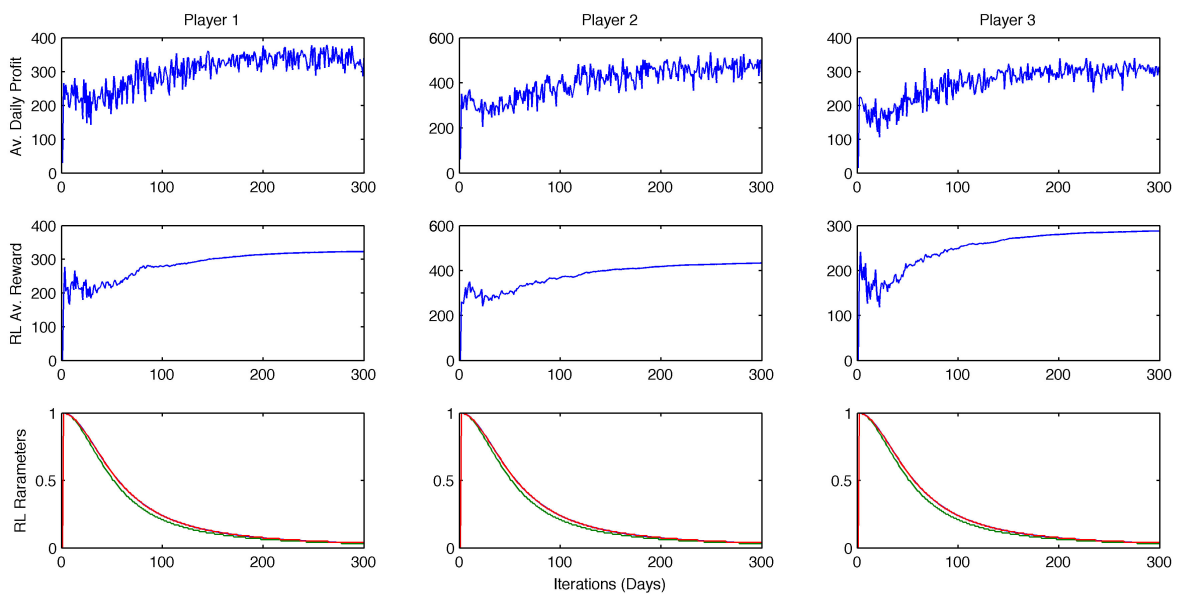 Player 1 Player 2 Player 3
Av. Daily Profit
400 600 400
300 400 300
200 200 200
100 100
0 0 0
0 100 200 300 0 100 200 300 0 100 200 300
RL Av. Reward
400 600 300
300 400 200
200 200 100
100
0 0 0
0 100 200 300 0 100 200 300 0 100 200 300
RL Rarameters
1 1 1
0.5 0.5 0.5
0 0 0
0 100 200 300 0 100 200 300 0 100 200 300
Iterations (Days)